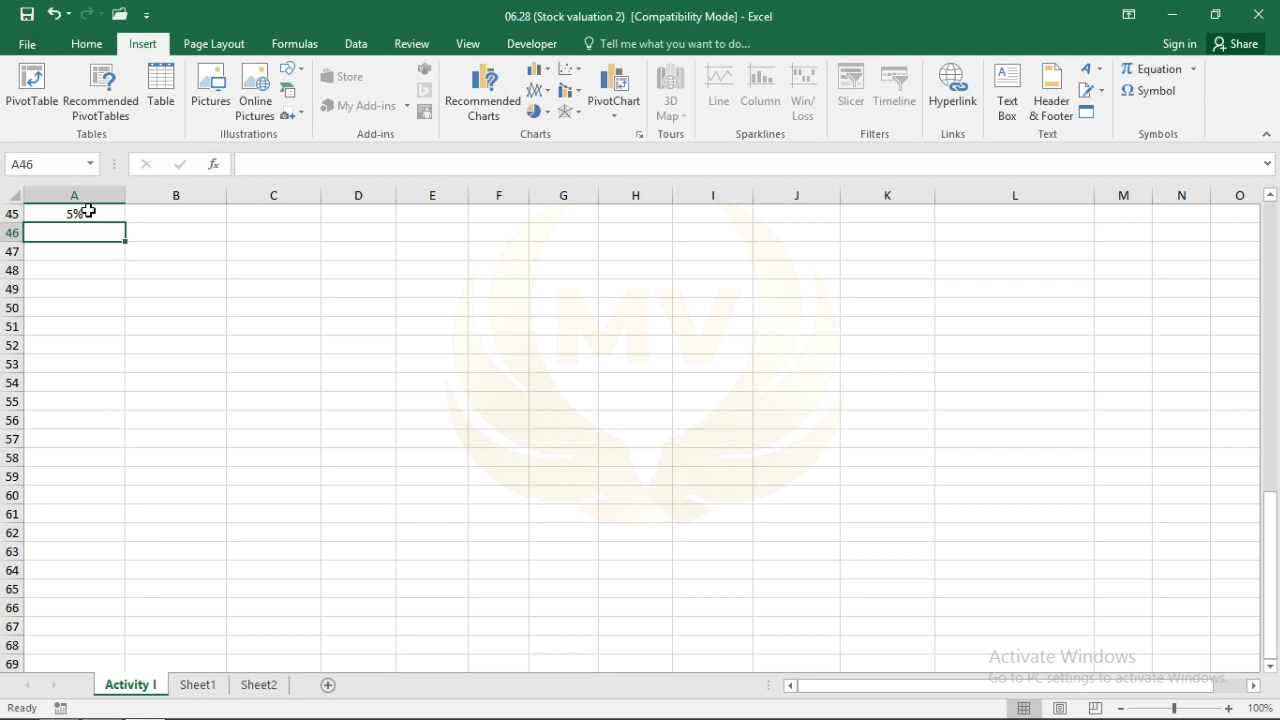 06.28 (Stock valuation 2) [Compatibility Mode] - Excel
File Home Insert Page Layout Formulas Data Review View Developer Tell me what you want to do... Sign in Share
PivotTable Recommended PivotTables Table
Pictures Online Pictures
Store
My Add-ins
Recommended Charts
PivotChart
3D Map
Line Column Win/Loss
Slicer Timeline
Hyperlink
Text Box Header & Footer
Equation
Symbol
Tables Illustrations Add-ins Charts Tours Sparklines Filters Links Text Symbols
A46 fx
A B C D E F G H I J K L M N O
45 5%
46
47
48
49
50
51
52
53
54
55
56
57
58
59
60
61
62
63
64
65
66
67
68
69
MV
Activate Windows
Go to PC settings to activate Windows.
Activity I Sheet1 Sheet2
Ready 100%